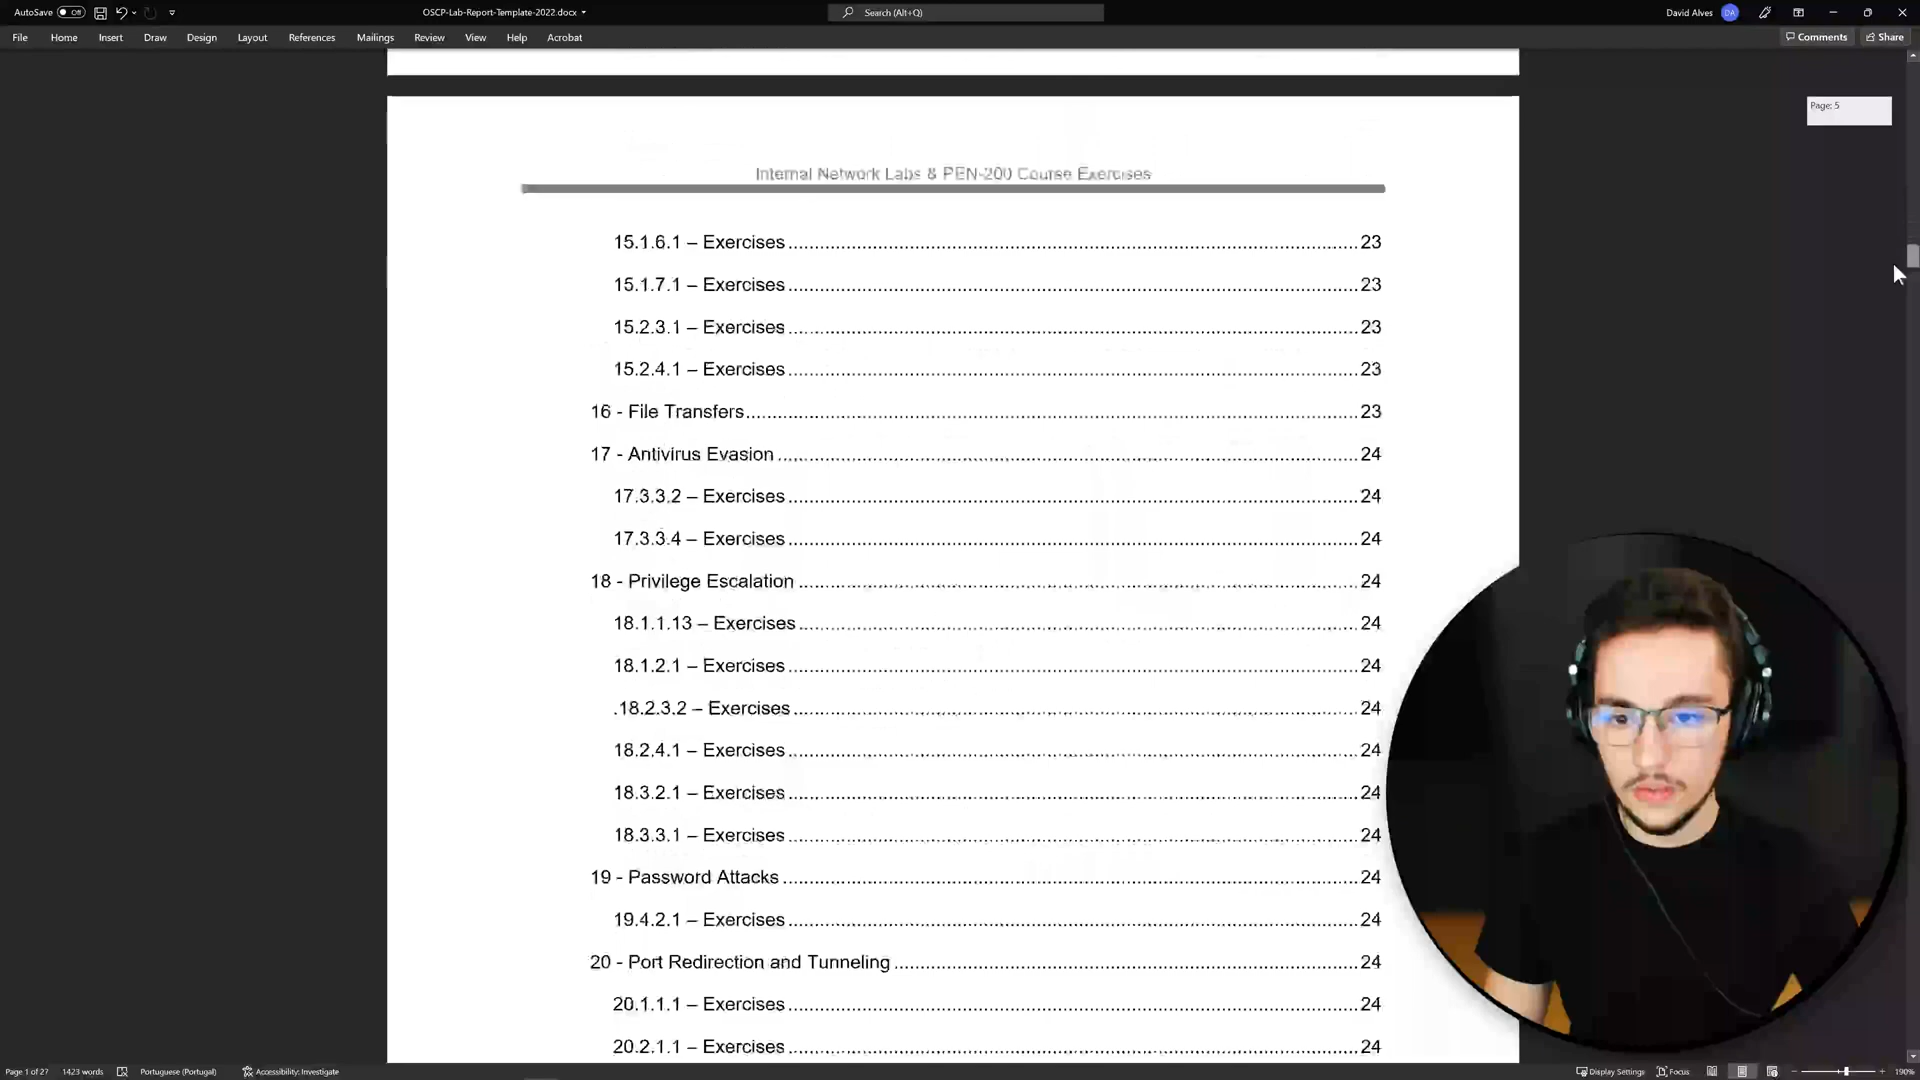 AutoSave Off OSCP-Lab-Report-Template-2022.docx Search (Alt+Q) David Alves DA
File Home Insert Draw Design Layout References Mailings Review View Help Acrobat Comments Share
Page: 5
Internal Network Labs & PEN-200 Course Exercises
15.1.6.1 – Exercises 23
15.1.7.1 – Exercises 23
15.2.3.1 – Exercises 23
15.2.4.1 – Exercises 23
16 - File Transfers 23
17 - Antivirus Evasion 24
17.3.3.2 – Exercises 24
17.3.3.4 – Exercises 24
18 - Privilege Escalation 24
18.1.1.13 – Exercises 24
18.1.2.1 – Exercises 24
.18.2.3.2 – Exercises 24
18.2.4.1 – Exercises 24
18.3.2.1 – Exercises 24
18.3.3.1 – Exercises 24
19 - Password Attacks 24
19.4.2.1 – Exercises 24
20 - Port Redirection and Tunneling 24
20.1.1.1 – Exercises 24
20.2.1.1 – Exercises 24
Page 1 of 27 1423 words Portuguese (Portugal) Accessibility: Investigate Display Settings Focus 190%